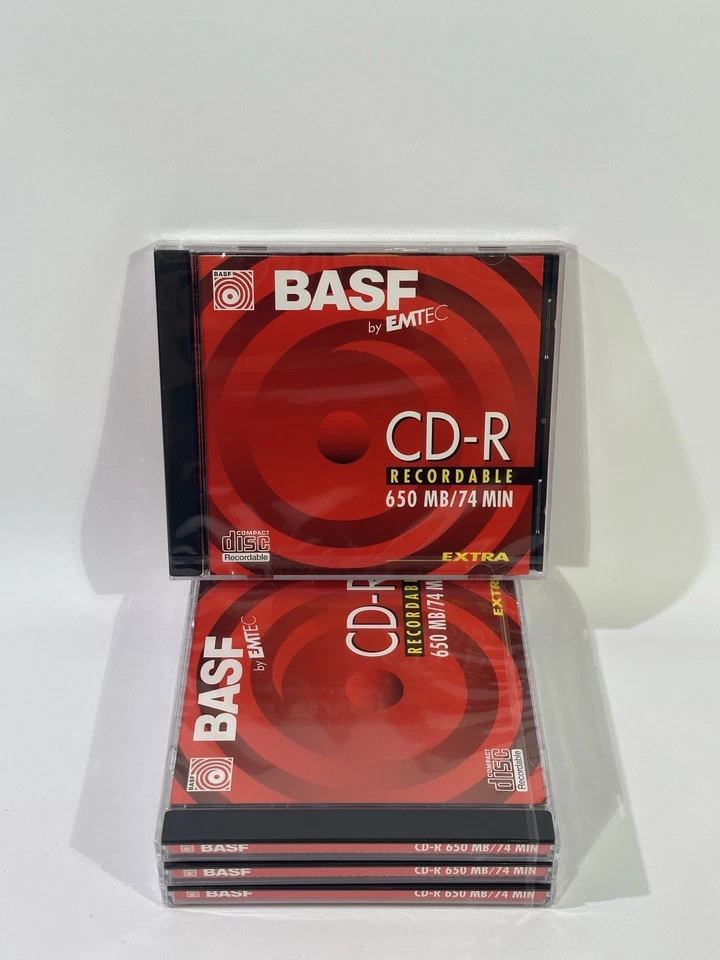 BASF
BASF
by EMTEC
CD-R
RECORDABLE
650 MB/74 MIN
COMPACT
disc
Recordable
EXTRA
BASF
BASF
by EMTEC
CD-R
RECORDABLE
650 MB/74 MIN
EXTRA
COMPACT
disc
Recordable
BASF CD-R 650 MB/74 MIN
BASF CD-R 650 MB/74 MIN
BASF CD-R 650 MB/74 MIN